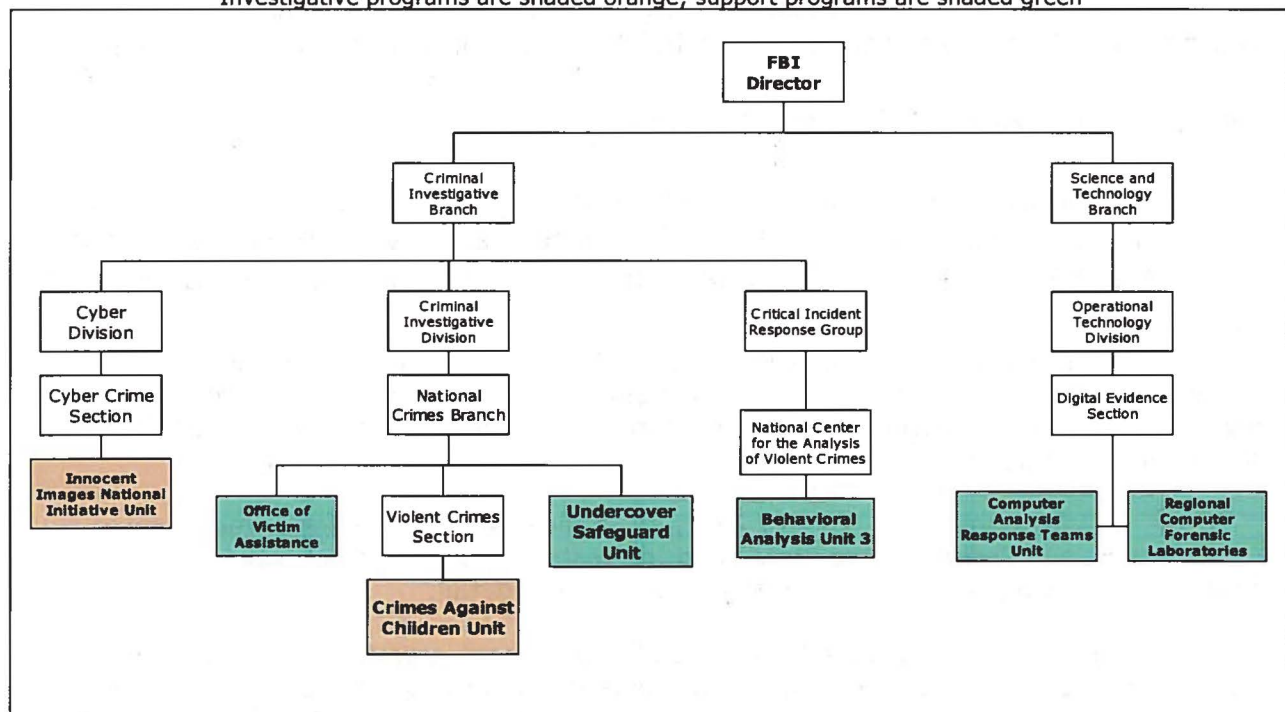 Investigative programs are shaded orange; support programs are shaded green
FBI
Director
Criminal
Investigative
Branch
Science and
Technology
Branch
Cyber
Division
Criminal
Investigative
Division
Critical Incident
Response Group
Operational
Technology
Division
Cyber Crime
Section
National
Crimes Branch
National Center
for the Analysis
of Violent Crimes
Digital Evidence
Section
Innocent
Images National
Initiative Unit
Office of
Victim
Assistance
Violent Crimes
Section
Undercover
Safeguard
Unit
Behavioral
Analysis Unit 3
Computer
Analysis
Response Teams
Unit
Regional
Computer
Forensic
Laboratories
Crimes Against
Children Unit